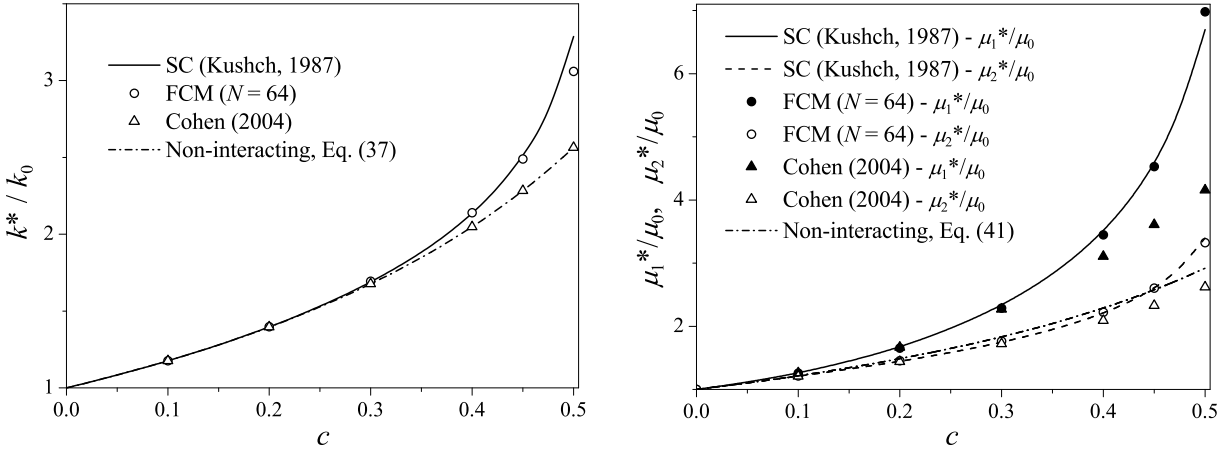 k* / k0
3
2
1
SC (Kushch, 1987)
FCM (N = 64)
Cohen (2004)
Non-interacting, Eq. (37)
0.0 0.1 0.2 0.3 0.4 0.5
c
μ1*/μ0, μ2*/μ0
6
4
2
SC (Kushch, 1987) - μ1*/μ0
SC (Kushch, 1987) - μ2*/μ0
FCM (N = 64) - μ1*/μ0
FCM (N = 64) - μ2*/μ0
Cohen (2004) - μ1*/μ0
Cohen (2004) - μ2*/μ0
Non-interacting, Eq. (41)
0.0 0.1 0.2 0.3 0.4 0.5
c